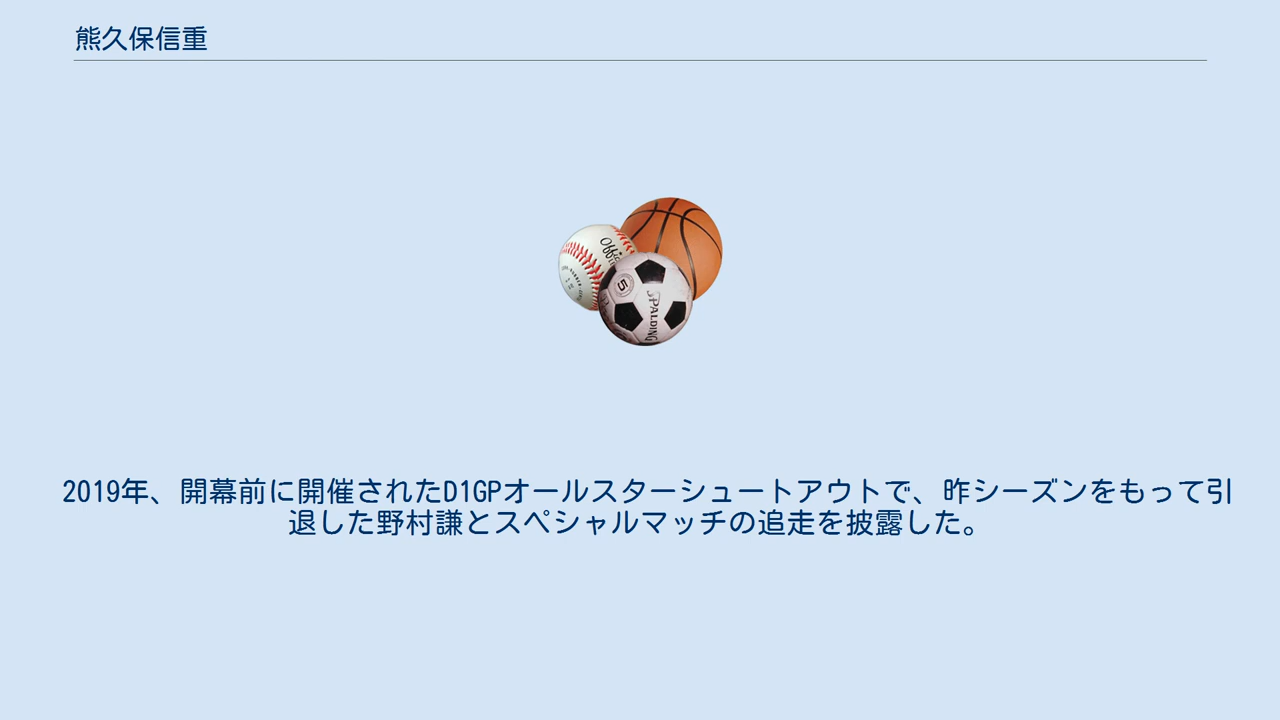 熊久保信重
Offic
5
SPALDING
2019年、開幕前に開催されたD1GPオールスターシュートアウトで、昨シーズンをもって引
退した野村謙とスペシャルマッチの追走を披露した。